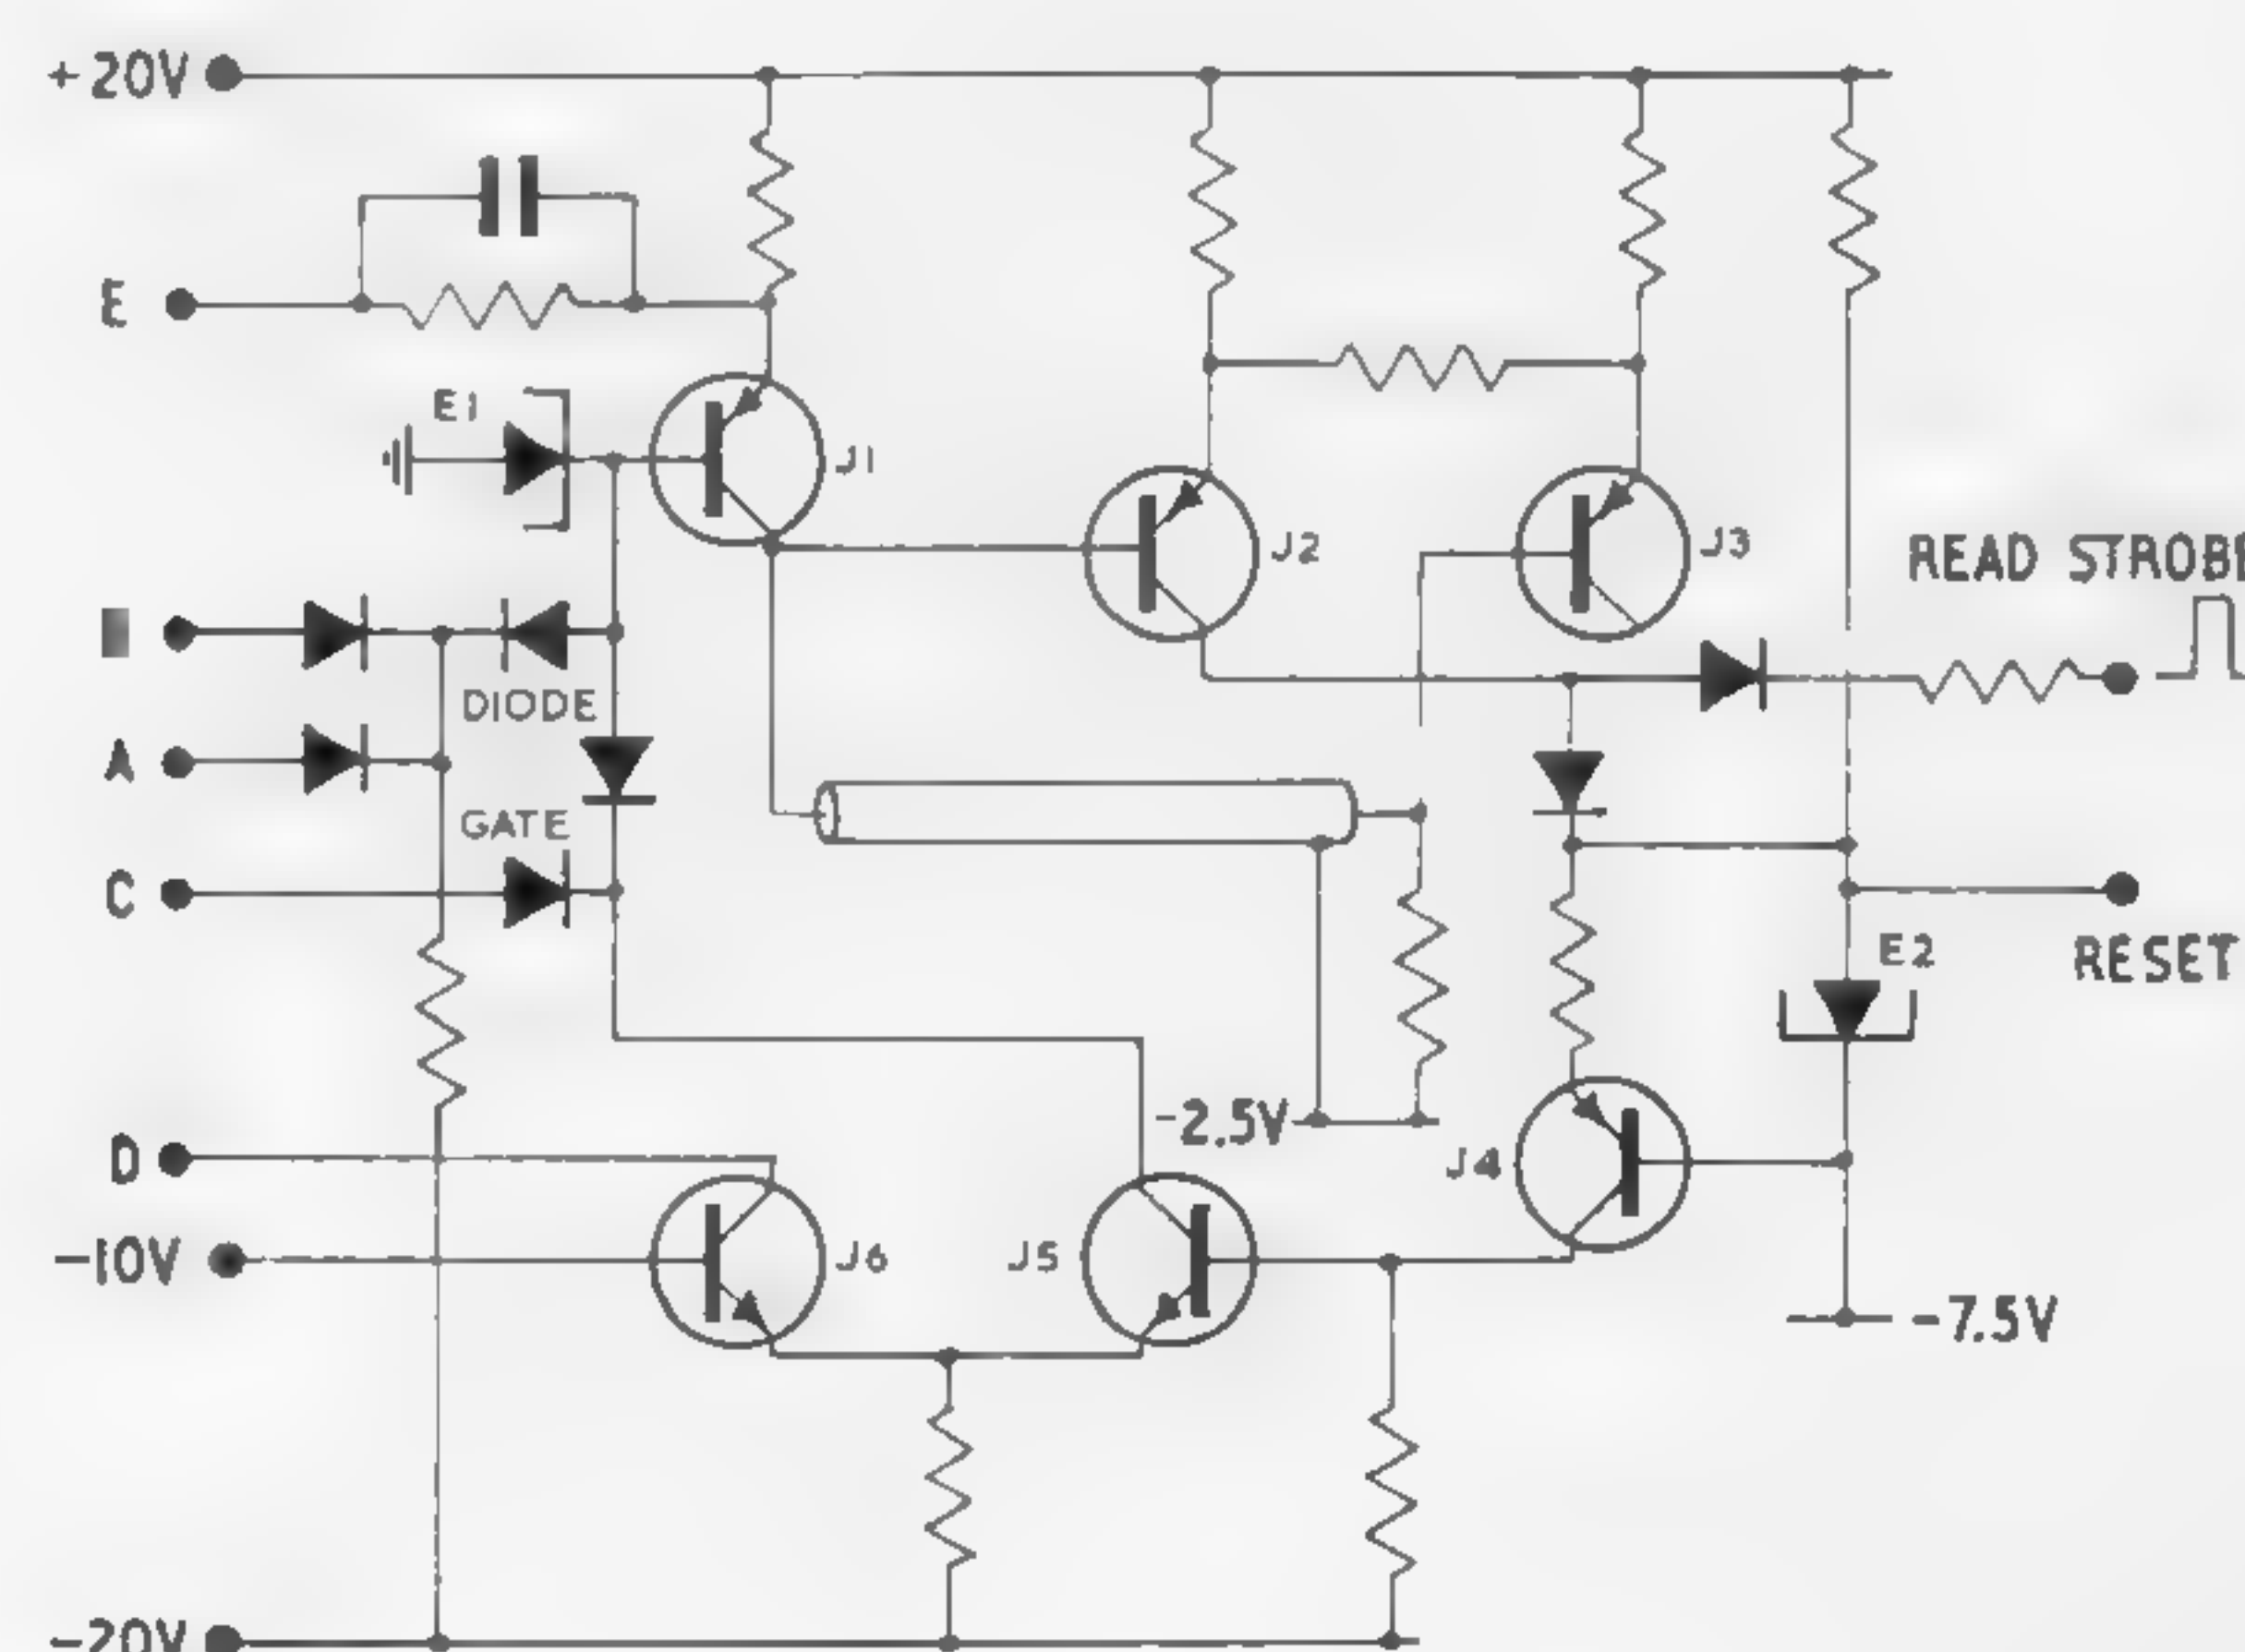 +20V
E
E1
J1
J2
J3
READ STROBE
DIODE
A
GATE
C
E2
RESET
-2.5V
D
J4
-10V
J6
J5
-7.5V
-20V